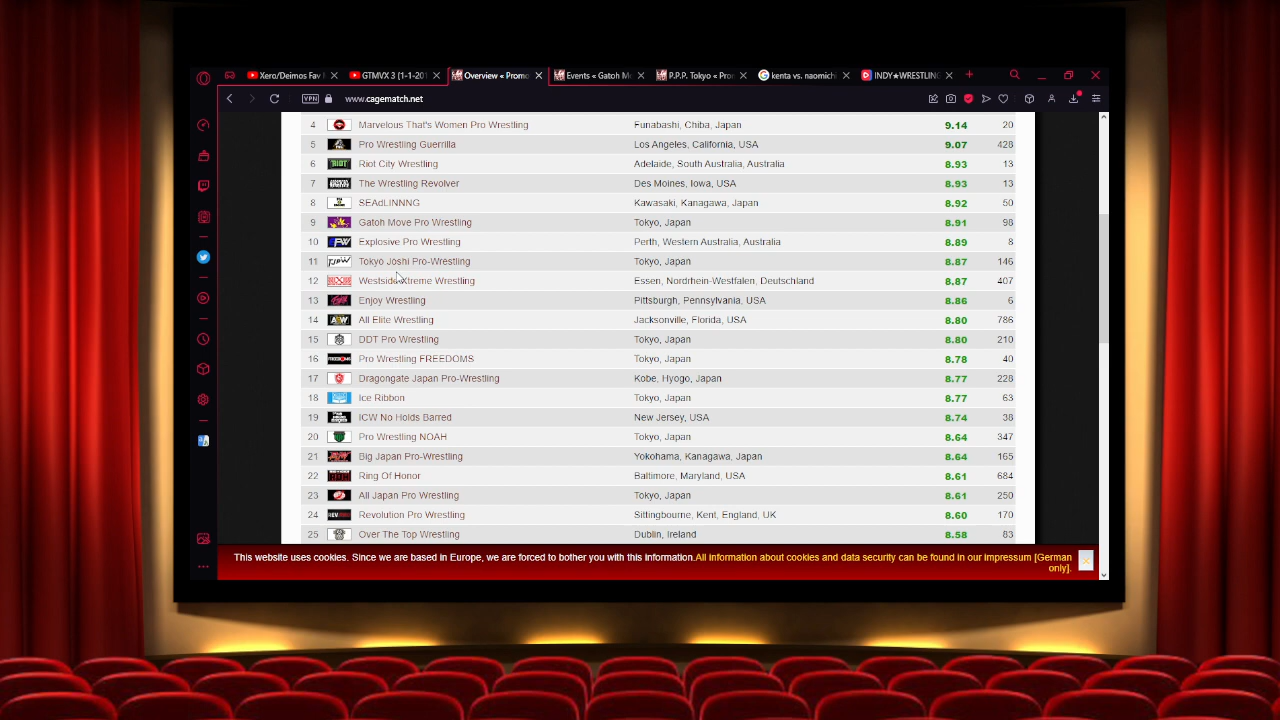 Xero/Deimos Fav
GTMVX 3 (1-1-201
Overview « Promo
Events « Gatoh M
P.P.P. Tokyo « Pro
kenta vs. naomich
INDY★WRESTLING
VPN
www.cagematch.net
4 Marvelous That's Women Pro Wrestling Funabashi, Chiba, Japan 9.14 20
5 Pro Wrestling Guerrilla Los Angeles, California, USA 9.07 428
6 RIOT Riot City Wrestling Adelaide, South Australia, Australia 8.93 13
7 The Wrestling Revolver Des Moines, Iowa, USA 8.93 13
8 SEAdLINNNG Kawasaki, Kanagawa, Japan 8.92 50
9 Gatoh Move Pro Wrestling Tokyo, Japan 8.91 98
10 EPW Explosive Pro Wrestling Perth, Western Australia, Australia 8.89 8
11 TJPW Tokyo Joshi Pro-Wrestling Tokyo, Japan 8.87 146
12 Westside Xtreme Wrestling Essen, Nordrhein-Westfalen, Deutschland 8.87 407
13 Enjoy Wrestling Pittsburgh, Pennsylvania, USA 8.86 6
14 AEW All Elite Wrestling Jacksonville, Florida, USA 8.80 786
15 DDT Pro Wrestling Tokyo, Japan 8.80 210
16 FREEDOMS Pro Wrestling FREEDOMS Tokyo, Japan 8.78 40
17 Dragongate Japan Pro-Wrestling Kobe, Hyogo, Japan 8.77 228
18 Ice Ribbon Tokyo, Japan 8.77 63
19 ICW No Holds Barred New Jersey, USA 8.74 38
20 Pro Wrestling NOAH Tokyo, Japan 8.64 347
21 Big Japan Pro-Wrestling Yokohama, Kanagawa, Japan 8.64 165
22 Ring Of Honor Baltimore, Maryland, USA 8.61 684
23 All Japan Pro Wrestling Tokyo, Japan 8.61 250
24 REVPRO Revolution Pro Wrestling Sittingbourne, Kent, England, UK 8.60 170
25 Over The Top Wrestling Dublin, Ireland 8.58 83
This website uses cookies. Since we are based in Europe, we are forced to bother you with this information.All information about cookies and data security can be found in our impressum [German
only].